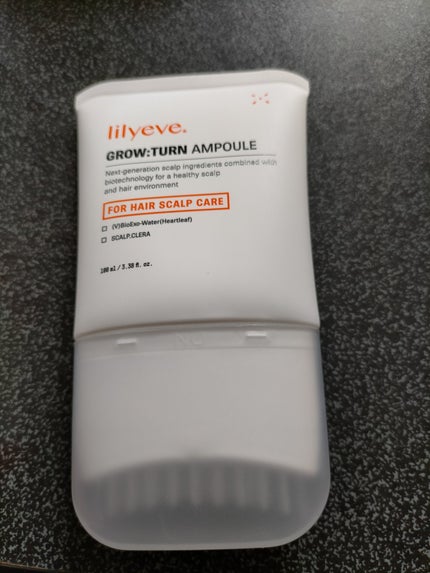 lilyeve.
GROW:TURN AMPOULE
Next-generation scalp ingredients combined with
biotechnology for a healthy scalp
and hair environment
FOR HAIR SCALP CARE
(V)BioExo-Water(Heartleaf)
SCALP.CLERA
100 ml / 3.38 fl. oz.